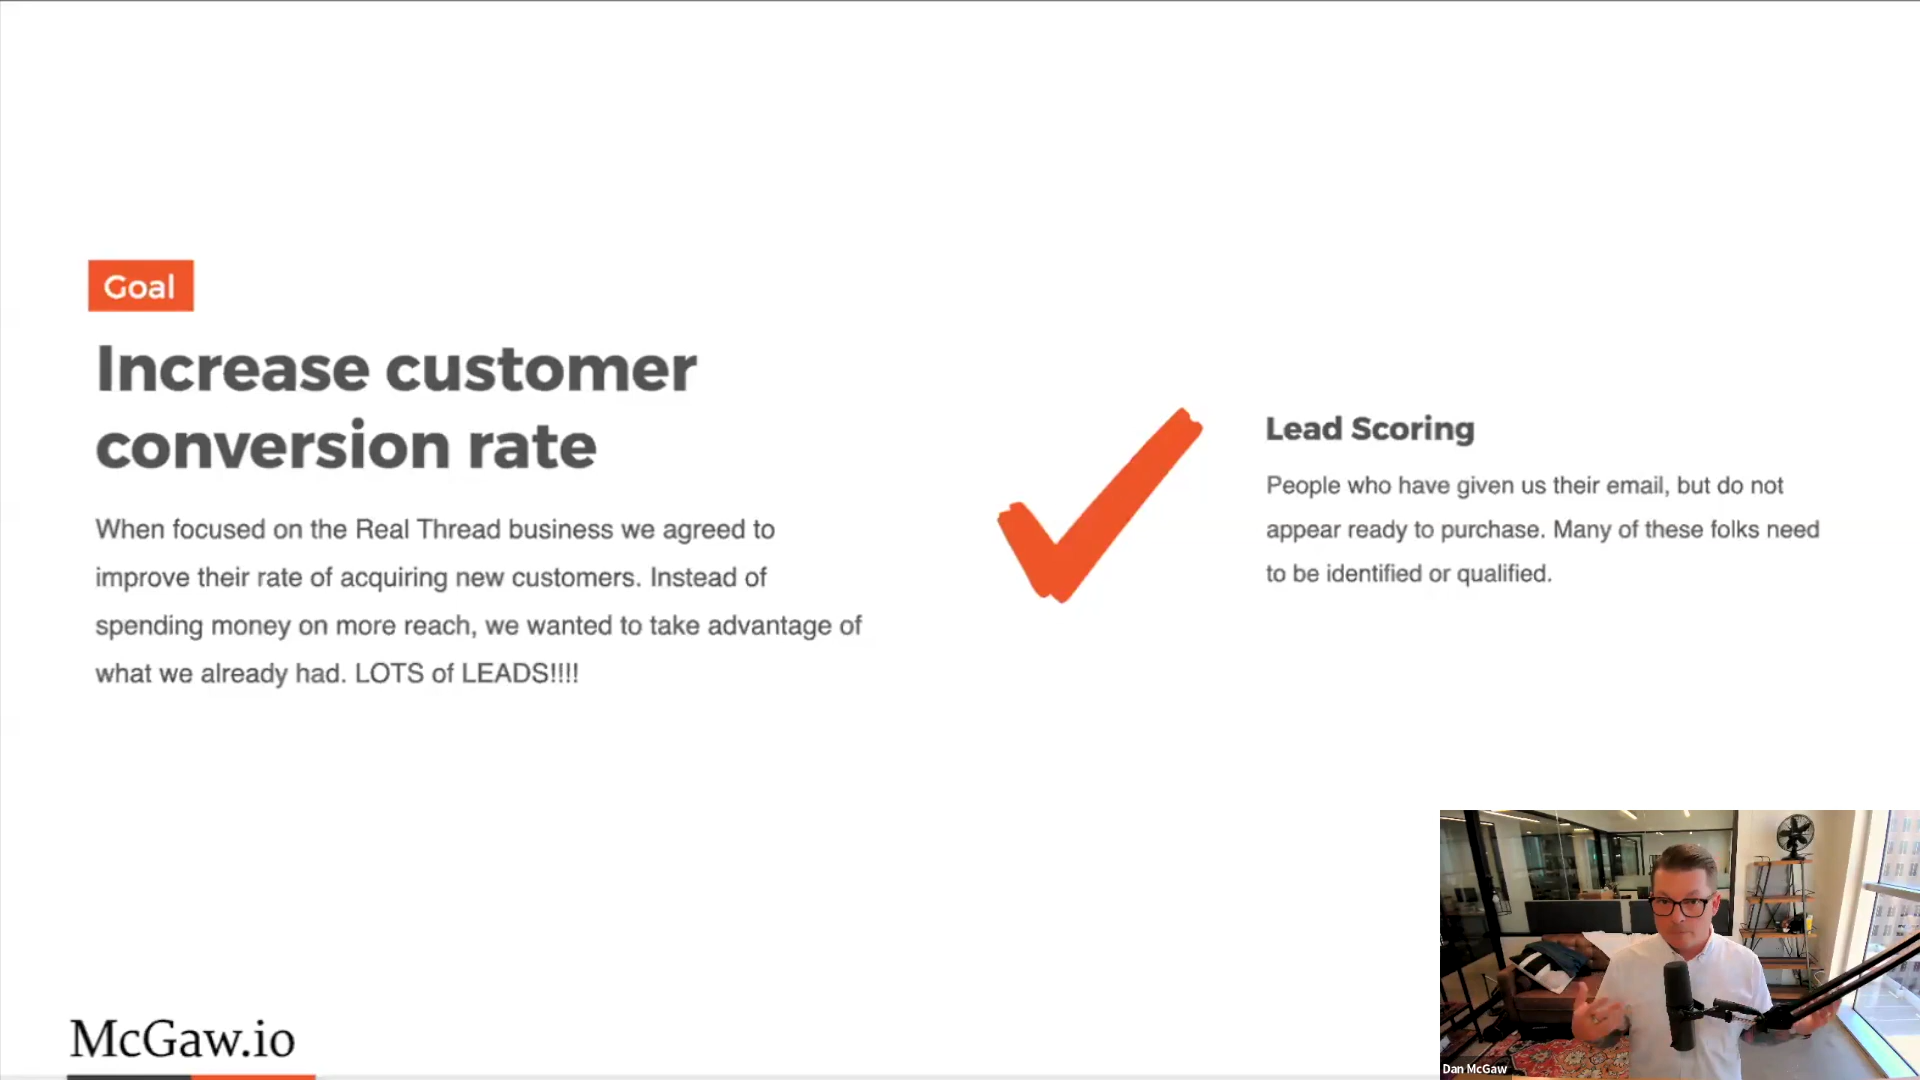 Goal
Increase customer
conversion rate
When focused on the Real Thread business we agreed to
improve their rate of acquiring new customers. Instead of
spending money on more reach, we wanted to take advantage of
what we already had. LOTS of LEADS!!!!
Lead Scoring
People who have given us their email, but do not
appear ready to purchase. Many of these folks need
to be identified or qualified.
McGaw.io
Dan McGaw